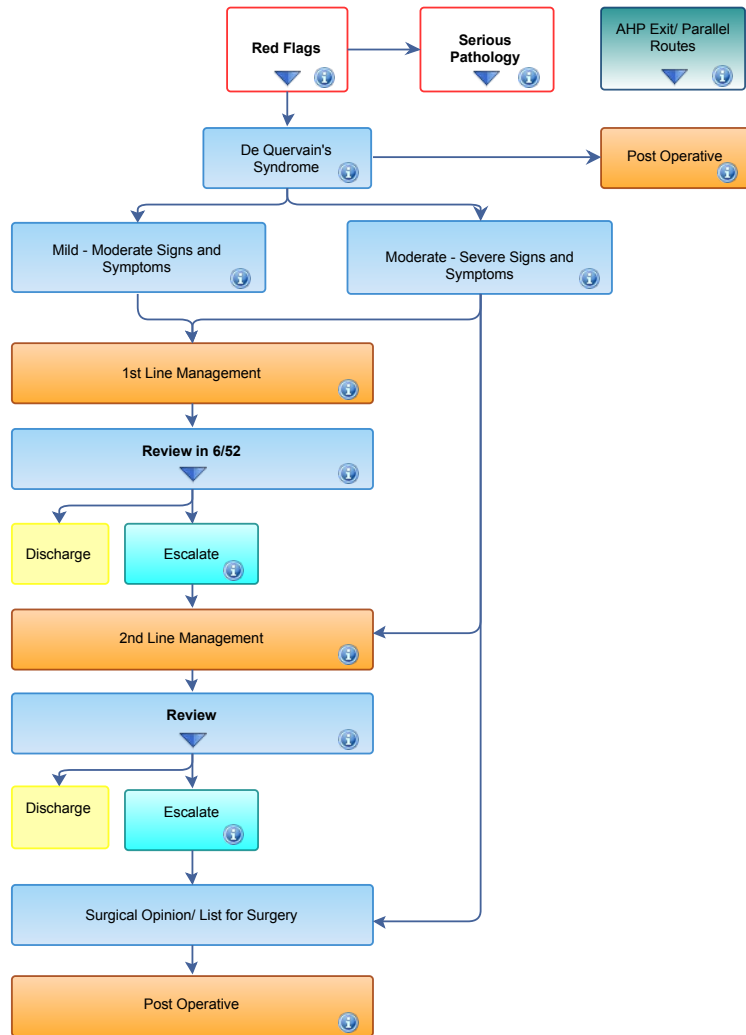 Red Flags
Serious
Pathology
AHP Exit/ Parallel
Routes
De Quervain's
Syndrome
Post Operative
Mild - Moderate Signs and
Symptoms
Moderate - Severe Signs and
Symptoms
1st Line Management
Review in 6/52
Discharge
Escalate
2nd Line Management
Review
Discharge
Escalate
Surgical Opinion/ List for Surgery
Post Operative